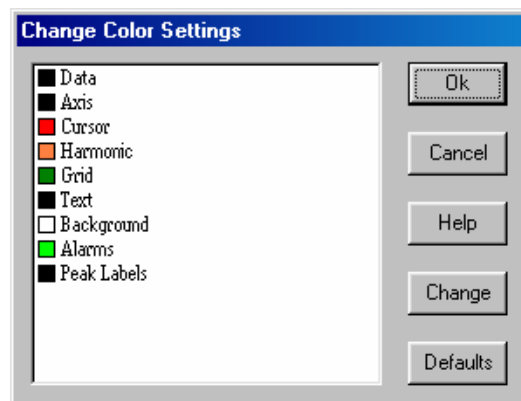 Change Color Settings
Data
Axis
Cursor
Harmonic
Grid
Text
Background
Alarms
Peak Labels
Ok
Cancel
Help
Change
Defaults